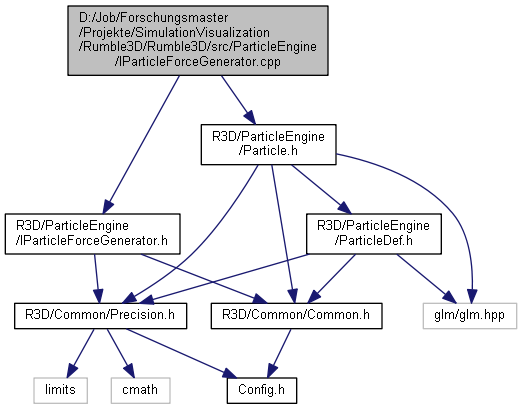 D:/Job/Forschungsmaster
/Projekte/SimulationVisualization
/Rumble3D/Rumble3D/src/ParticleEngine
/IParticleForceGenerator.cpp
R3D/ParticleEngine
/Particle.h
R3D/ParticleEngine
/IParticleForceGenerator.h
R3D/ParticleEngine
/ParticleDef.h
R3D/Common/Precision.h
R3D/Common/Common.h
glm/glm.hpp
limits
cmath
Config.h